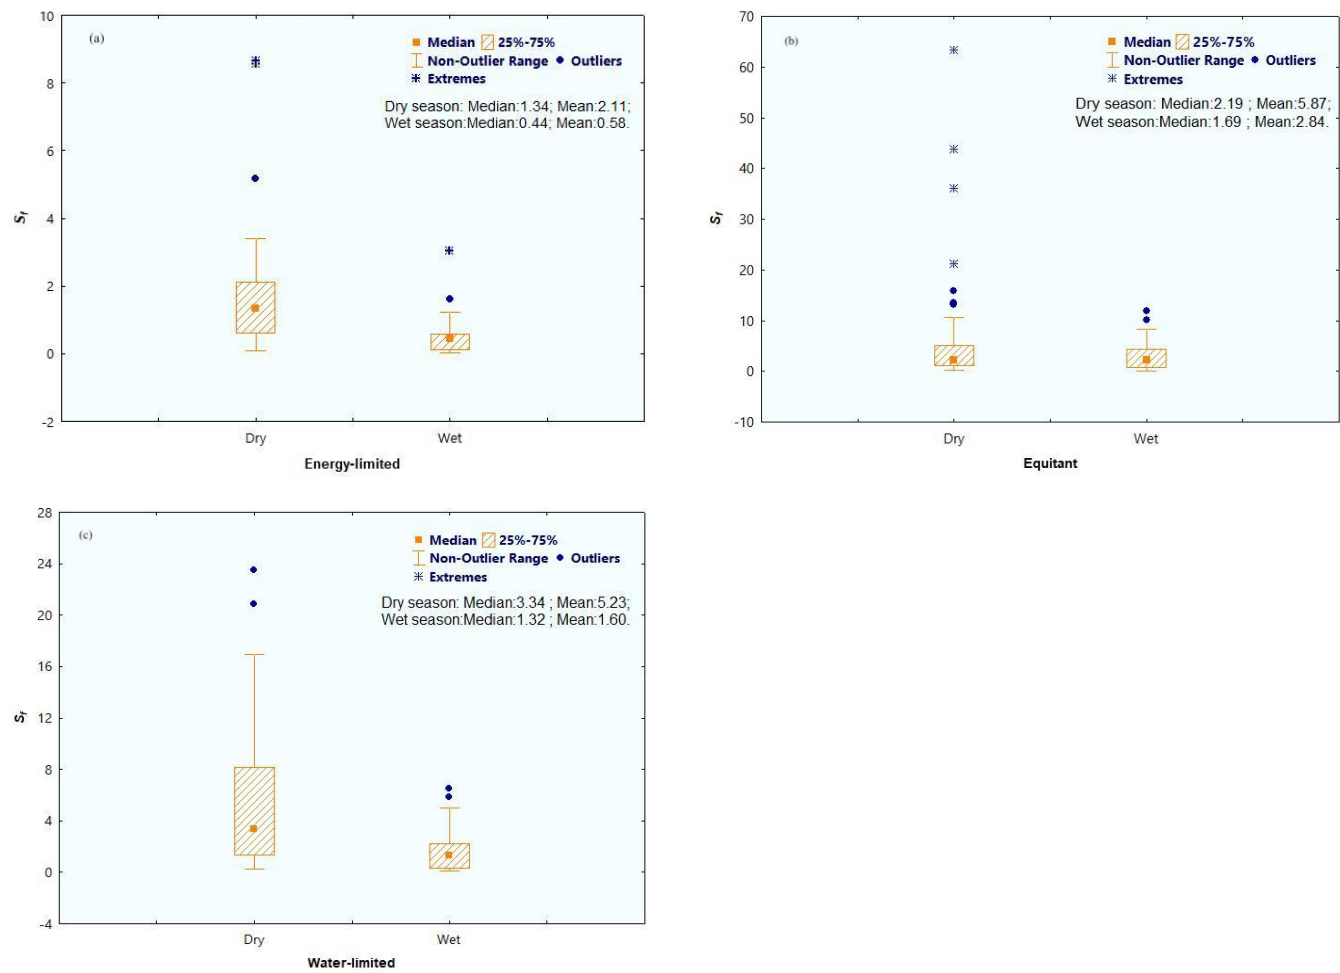 10
8
6
4
2
0
-2
(a)
Median 25%-75%
Non-Outlier Range Outliers
Extremes
Dry season: Median:1.34; Mean:2.11;
Wet season:Median:0.44; Mean:0.58.
Sf
Dry Wet
Energy-limited
70
60
50
40
30
20
10
0
-10
(b)
Median 25%-75%
Non-Outlier Range Outliers
Extremes
Dry season: Median:2.19 ; Mean:5.87;
Wet season:Median:1.69 ; Mean:2.84.
Sf
Dry Wet
Equitant
28
24
20
16
12
8
4
0
-4
(c)
Median 25%-75%
Non-Outlier Range Outliers
Extremes
Dry season: Median:3.34 ; Mean:5.23;
Wet season:Median:1.32 ; Mean:1.60.
Sf
Dry Wet
Water-limited